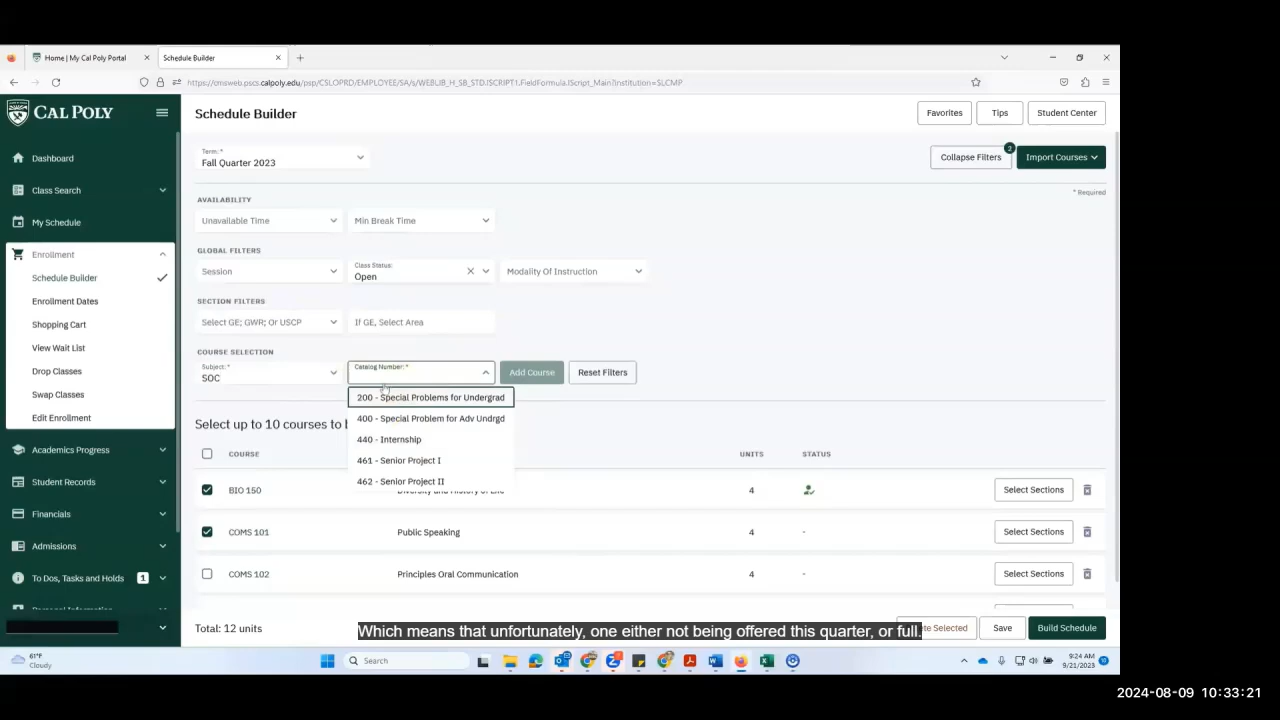 Home | My Cal Poly Portal
Schedule Builder
https://cmsweb.pscs.calpoly.edu/psp/CSLOPRD/EMPLOYEE/SA/s/WEBLIB_H_SB_STD.ISCRIPT1.FieldFormula.IScript_Main?institution=SLCMP
CAL POLY
Schedule Builder
Favorites
Tips
Student Center
Dashboard
Class Search
My Schedule
Enrollment
Schedule Builder
Enrollment Dates
Shopping Cart
View Wait List
Drop Classes
Swap Classes
Edit Enrollment
Academics Progress
Student Records
Financials
Admissions
To Dos, Tasks and Holds 1
Personal Information
Term: *
Fall Quarter 2023
Collapse Filters 2
Import Courses
* Required
AVAILABILITY
Unavailable Time
Min Break Time
GLOBAL FILTERS
Session
Class Status:
Open
Modality Of Instruction
SECTION FILTERS
Select GE; GWR; Or USCP
If GE, Select Area
COURSE SELECTION
Subject: *
SOC
Catalog Number: *
Add Course
Reset Filters
200 - Special Problems for Undergrad
400 - Special Problem for Adv Undrgd
440 - Internship
461 - Senior Project I
462 - Senior Project II
Select up to 10 courses to b
COURSE UNITS STATUS
BIO 150 Diversity and History of Life 4 Select Sections
COMS 101 Public Speaking 4 - Select Sections
COMS 102 Principles Oral Communication 4 - Select Sections
Total: 12 units
Selected
Save
Build Schedule
Which means that unfortunately, one either not being offered this quarter, or full.
61°F
Cloudy
Search
9:24 AM
9/21/2023
2024-08-09 10:33:21